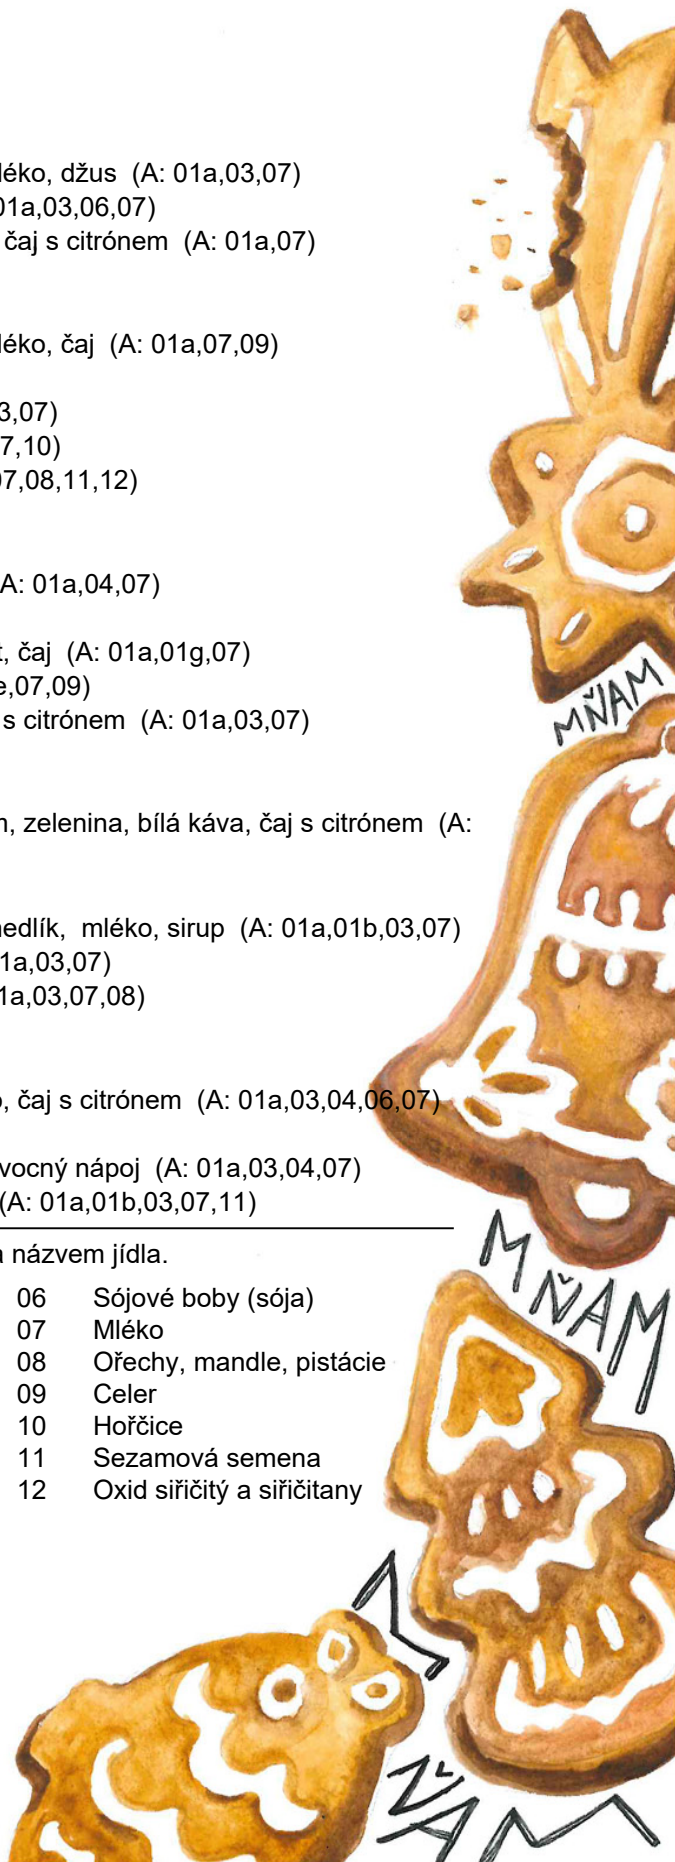 léko, džus (A: 01a,03,07)
01a,03,06,07)
čaj s citrónem (A: 01a,07)
léko, čaj (A: 01a,07,09)
3,07)
7,10)
07,08,11,12)
A: 01a,04,07)
t, čaj (A: 01a,01g,07)
e,07,09)
s citrónem (A: 01a,03,07)
MŇAM
n, zelenina, bílá káva, čaj s citrónem (A:
nedlík, mléko, sirup (A: 01a,01b,03,07)
1a,03,07)
1a,03,07,08)
o, čaj s citrónem (A: 01a,03,04,06,07)
vocný nápoj (A: 01a,03,04,07)
(A: 01a,01b,03,07,11)
a názvem jídla.
MŇAM
06 Sójové boby (sója)
07 Mléko
08 Ořechy, mandle, pistácie
09 Celer
10 Hořčice
11 Sezamová semena
12 Oxid siřičitý a siřičitany
MŇAM